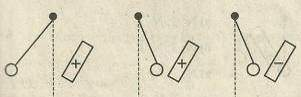 + + −